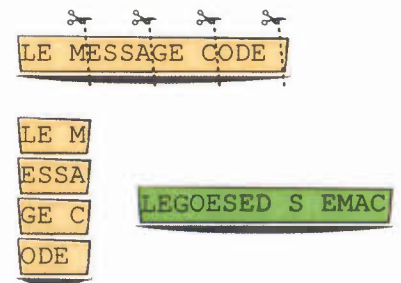 LE MESSAGE CODE
LE M
ESSA
GE C
ODE
LEGOESED S EMAC